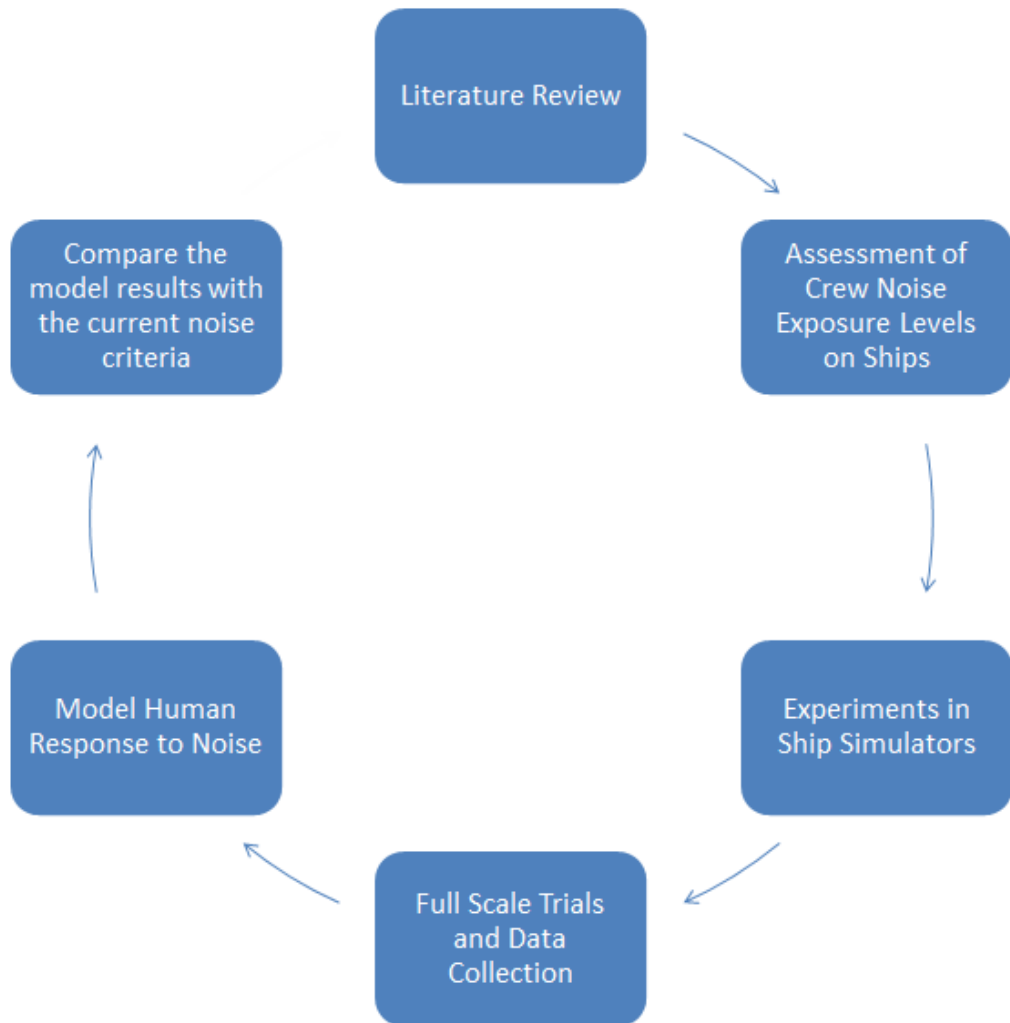 Literature Review
Assessment of
Crew Noise
Exposure Levels
on Ships
Experiments in
Ship Simulators
Full Scale Trials
and Data
Collection
Model Human
Response to Noise
Compare the
model results with
the current noise
criteria